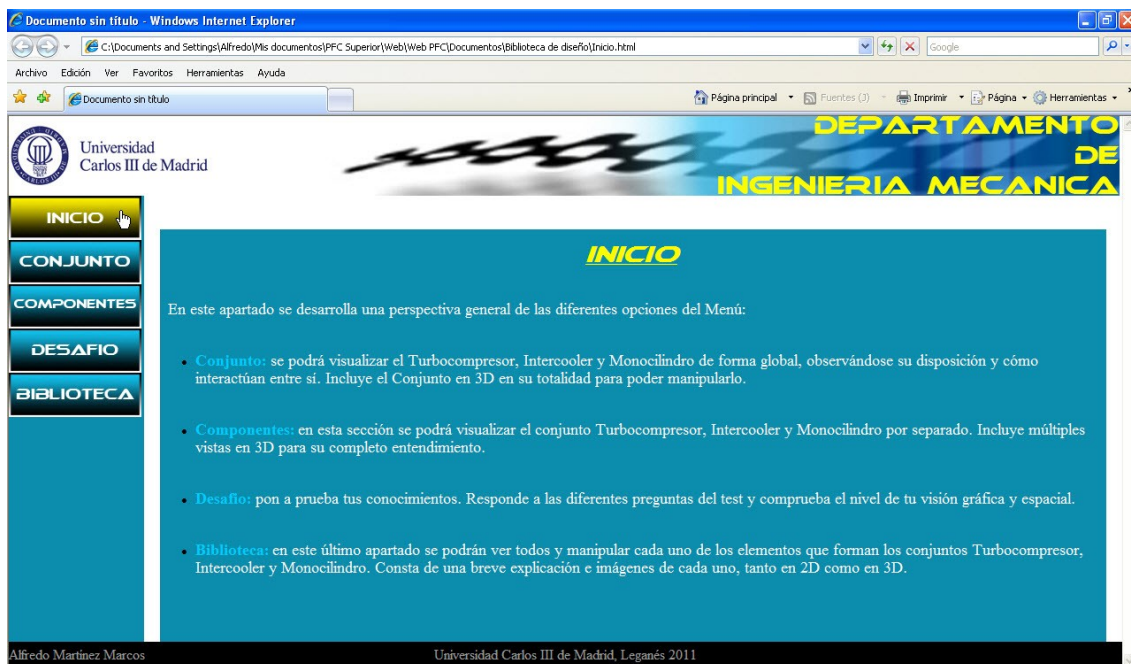 Documento sin título - Windows Internet Explorer
C:\Documents and Settings\Alfredo\Mis documentos\PFC Superior\Web\Web PFC\Documentos\Biblioteca de diseño\Inicio.html
Google
Archivo Edición Ver Favoritos Herramientas Ayuda
Documento sin título
Página principal Fuentes (J) Imprimir Página Herramientas
Universidad
Carlos III de Madrid
DEPARTAMENTO
DE
INGENIERIA MECANICA
INICIO
CONJUNTO
COMPONENTES
DESAFIO
BIBLIOTECA
INICIO
En este apartado se desarrolla una perspectiva general de las diferentes opciones del Menú:
Conjunto: se podrá visualizar el Turbocompresor, Intercooler y Monocilindro de forma global, observándose su disposición y cómo
interactúan entre sí. Incluye el Conjunto en 3D en su totalidad para poder manipularlo.
Componentes: en esta sección se podrá visualizar el conjunto Turbocompresor, Intercooler y Monocilindro por separado. Incluye múltiples
vistas en 3D para su completo entendimiento.
Desafío: pon a prueba tus conocimientos. Responde a las diferentes preguntas del test y comprueba el nivel de tu visión gráfica y espacial.
Biblioteca: en este último apartado se podrán ver todos y manipular cada uno de los elementos que forman los conjuntos Turbocompresor,
Intercooler y Monocilindro. Consta de una breve explicación e imágenes de cada uno, tanto en 2D como en 3D.
Alfredo Martinez Marcos
Universidad Carlos III de Madrid, Leganés 2011